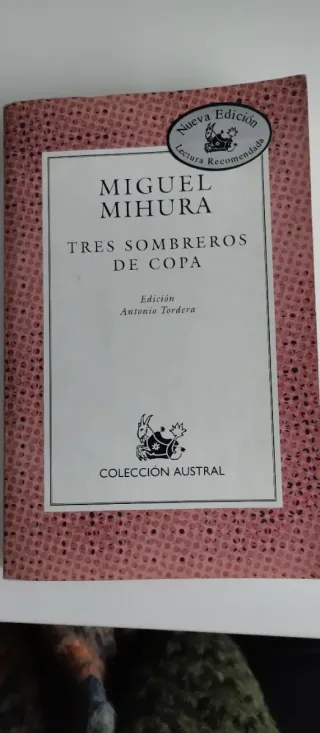 Nueva Edición
Lectura Recomendada
MIGUEL
MIHURA
TRES SOMBREROS
DE COPA
Edición
Antonio Tordera
COLECCIÓN AUSTRAL